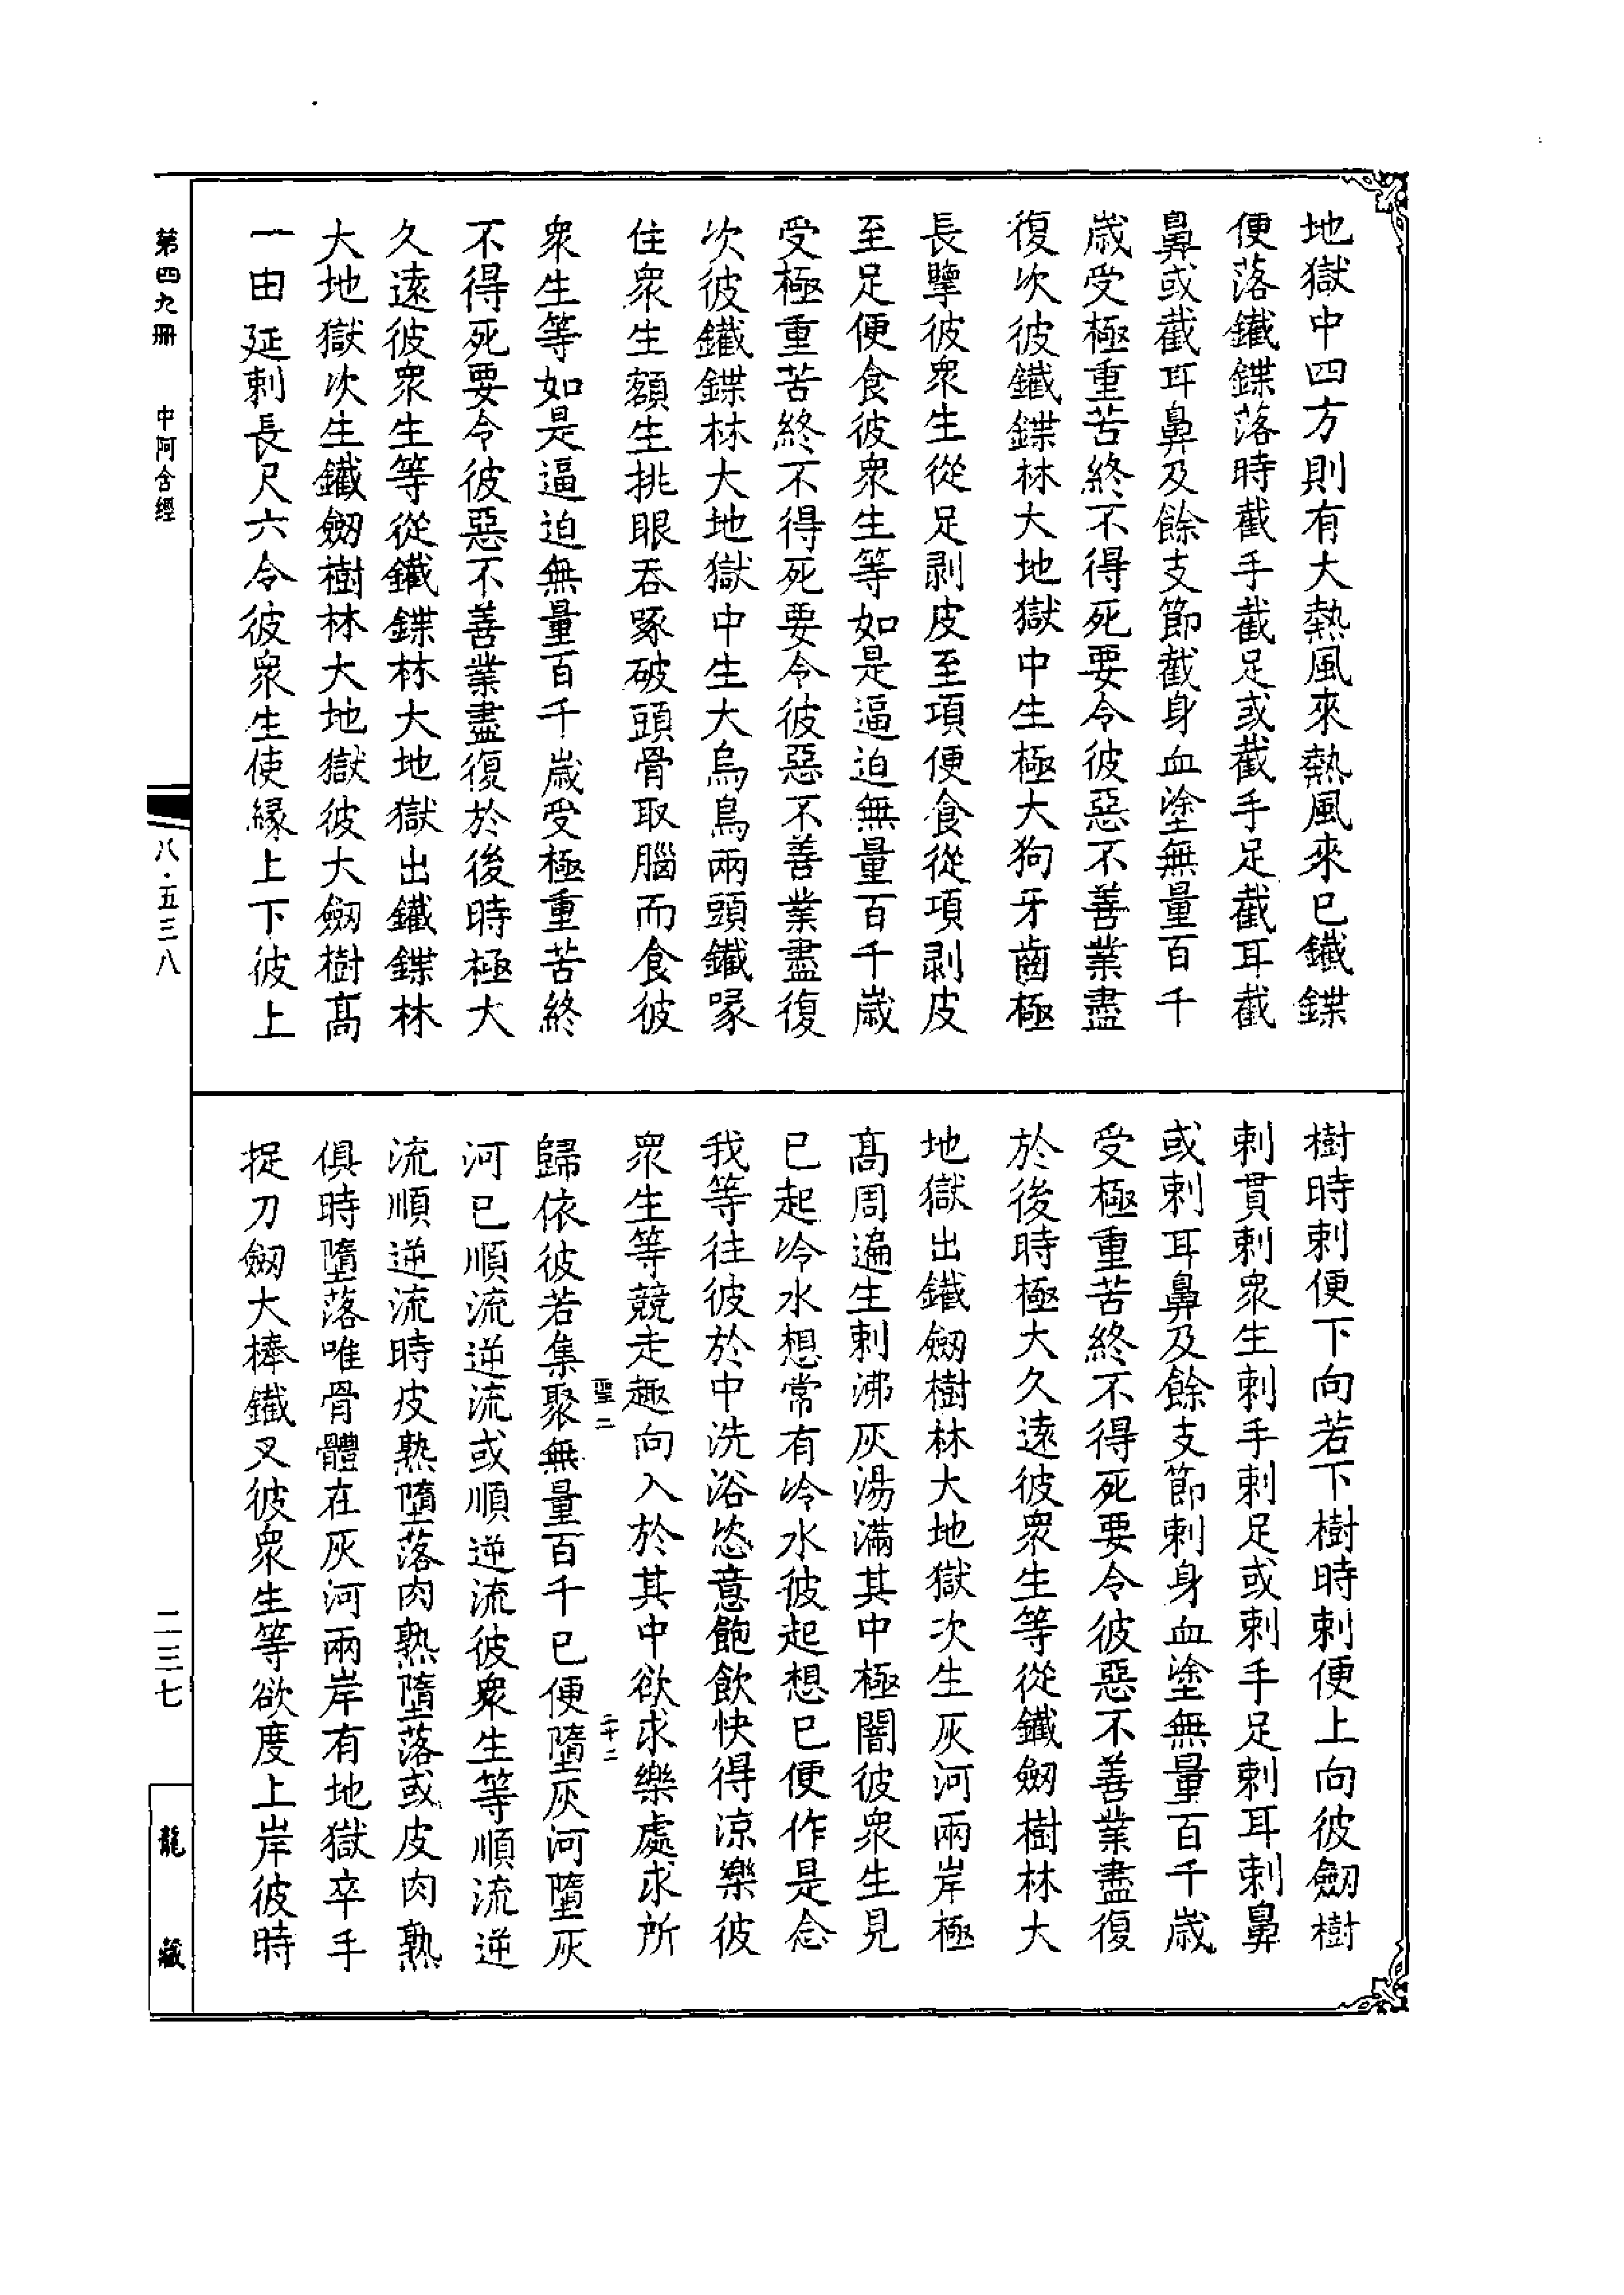 地獄中四方則有大熱風來熱風來已鐵鍱
便落鐵鍱落時截手截足或截手足截耳截
鼻或截耳鼻及餘支節截身血塗無量百千
歲受極重苦終不得死要令彼惡不善業盡
復次彼鐵鍱林大地獄中生極大狗牙齒極
長㹌彼衆生從足剥皮至項便食從項剥皮
至足便食彼衆生等如是逼迫無量百千歲
受極重苦終不得死要令彼惡不善業盡復
次彼鐵鍱林大地獄中生大烏鳥兩頭鐵喙
住衆生額生挑眼吞啄破頭骨取腦而食彼
衆生等如是逼迫無量百千歲受極重苦終
不得死要令彼惡不善業盡復於後時極大
久遠彼衆生等從鐵鍱林大地獄出鐵鍱林
大地獄次生鐵劒樹林大地獄彼大劒樹高
一由延刺長尺六令彼衆生使緣上下彼上
樹時刺便下向若下樹時刺便上向彼劒樹
刺貫刺衆生刺手刺足或刺手足刺耳刺鼻
或刺耳鼻及餘支節刺身血塗無量百千歲
受極重苦終不得死要令彼惡不善業盡復
於後時極大久遠彼衆生等從鐵劒樹林大
地獄出鐵劒樹林大地獄次生灰河兩岸極
高周遍生刺沸灰湯滿其中極闇彼衆生見
已起冷水想常有冷水彼起想已便作是念
我等往彼於中洗浴恣意飽飲快得涼樂彼
衆生等競走趣向入於其中欲求樂處求所
聖二
二十二
歸依彼若集聚無量百千已便墮灰河墮灰
河已順流逆流或順逆流彼衆生等順流逆
流順逆流時皮熟墮落肉熟墮落或皮肉熟
俱時墮落唯骨體在灰河兩岸有地獄卒手
捉刀劒大棒鐵叉彼衆生等欲度上岸彼時
第四九冊 中阿含經
八·五三八
二三七
龍藏